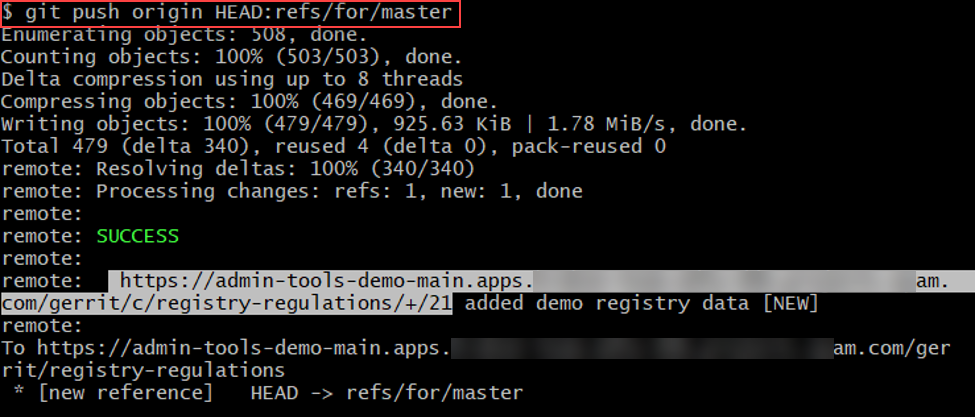 $ git push origin HEAD:refs/for/master
Enumerating objects: 508, done.
Counting objects: 100% (503/503), done.
Delta compression using up to 8 threads
Compressing objects: 100% (469/469), done.
Writing objects: 100% (479/479), 925.63 KiB | 1.78 MiB/s, done.
Total 479 (delta 340), reused 4 (delta 0), pack-reused 0
remote: Resolving deltas: 100% (340/340)
remote: Processing changes: refs: 1, new: 1, done
remote:
remote: SUCCESS
remote:
remote:   https://admin-tools-demo-main.apps. am.
com/gerrit/c/registry-regulations/+/21 added demo registry data [NEW]
remote:
To https://admin-tools-demo-main.apps. am.com/ger
rit/registry-regulations
 * [new reference]   HEAD -> refs/for/master